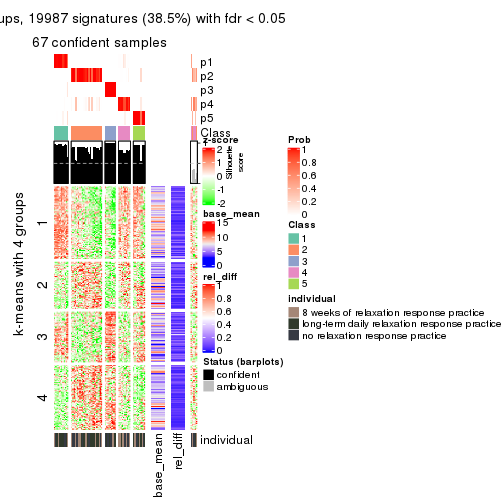 ups, 19987 signatures (38.5%) with fdr < 0.05
67 confident samples
p1
p2
p3
p4
p5
Class
Silhouette
score
k-means with 4 groups
1
2
3
4
individual
base_mean
rel_diff
z-score
2
1
0
-1
-2
base_mean
15
10
5
0
rel_diff
1
0.8
0.6
0.4
0.2
0
Status (barplots)
confident
ambiguous
Prob
1
0.8
0.6
0.4
0.2
0
Class
1
2
3
4
5
individual
8 weeks of relaxation response practice
long-term daily relaxation response practice
no relaxation response practice